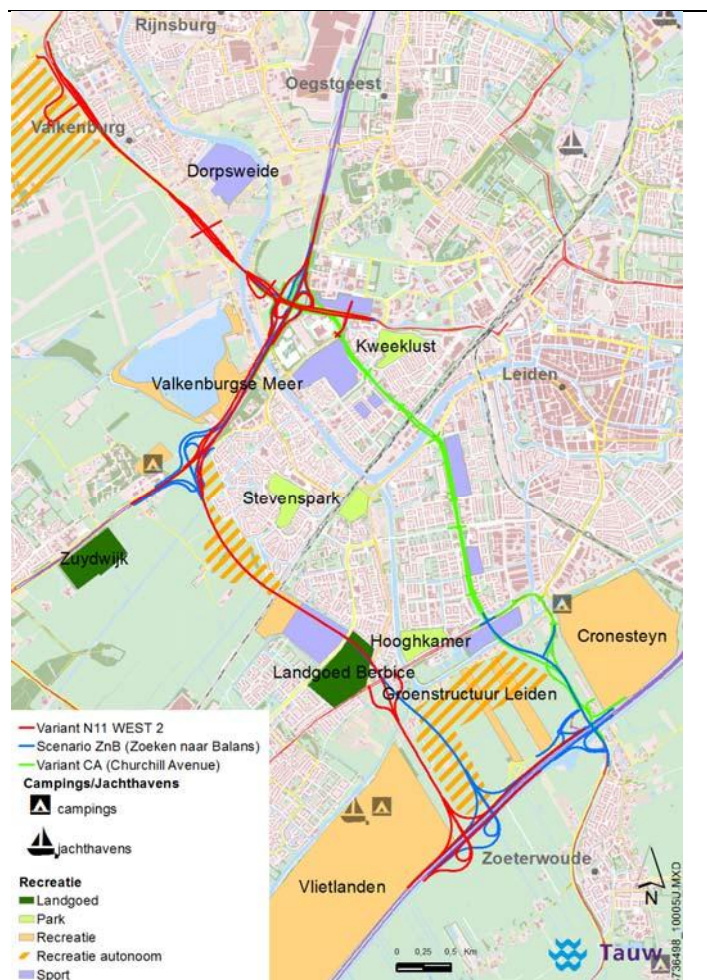 Rijnsburg
Oegstgeest
Valkenburg
Dorpsweide
Kweeklust
Valkenburgse Meer
Leiden
Stevenspark
Zuydwijk
Hooghkamer
Cronesteyn
Landgoed Berbice
Groenstructuur Leiden
Variant N11 WEST 2
Scenario ZnB (Zoeken naar Balans)
Variant CA (Churchill Avenue)
Campings/Jachthavens
campings
jachthavens
Zoeterwoude
Vlietlanden
Recreatie
Landgoed
Park
Recreatie
Recreatie autonoom
Sport
0 0,25 0,5 Km
N
Tauw
736498_10005U.MXD